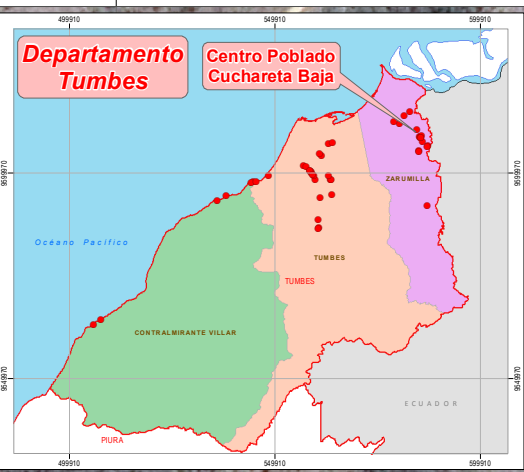 499910 549910 599910
Departamento
Tumbes
Centro Poblado
Cuchareta Baja
9599970 9599970
ZARUMILLA
Océano Pacífico
TUMBES
TUMBES
CONTRALMIRANTE VILLAR
9549970 9549970
ECUADOR
PIURA
499910 549910 599910